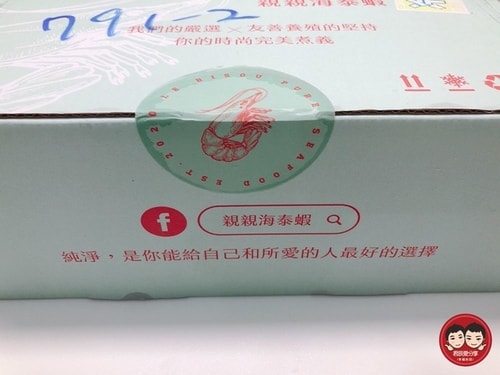 791-2
親親海泰蝦
我們的嚴選 × 友善養殖的堅持
你的時尚完美煮義
SEAFOOD EST. 2020
f 親親海泰蝦
純淨，是你能給自己和所愛的人最好的選擇